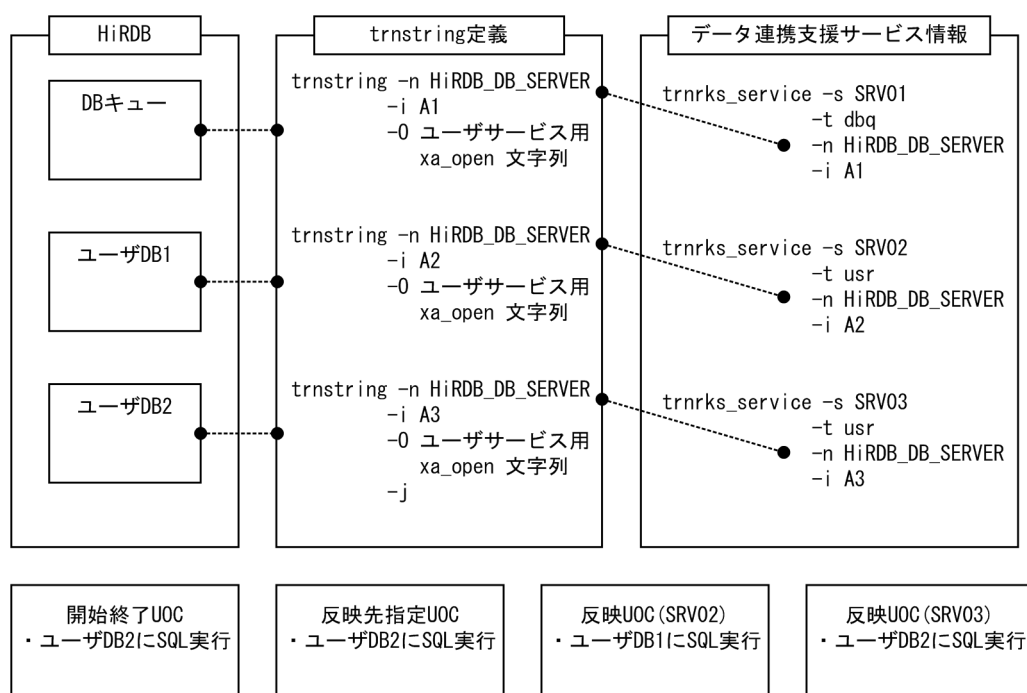 HiRDB
trnstring定義
データ連携支援サービス情報
DBキュー
ユーザDB1
ユーザDB2
trnstring -n HiRDB_DB_SERVER
-i A1
-O ユーザサービス用
xa_open 文字列
trnstring -n HiRDB_DB_SERVER
-i A2
-O ユーザサービス用
xa_open 文字列
trnstring -n HiRDB_DB_SERVER
-i A3
-O ユーザサービス用
xa_open 文字列
-j
trnrks_service -s SRV01
-t dbq
-n HiRDB_DB_SERVER
-i A1
trnrks_service -s SRV02
-t usr
-n HiRDB_DB_SERVER
-i A2
trnrks_service -s SRV03
-t usr
-n HiRDB_DB_SERVER
-i A3
開始終了UOC
・ユーザDB2にSQL実行
反映先指定UOC
・ユーザDB2にSQL実行
反映UOC(SRV02)
・ユーザDB1にSQL実行
反映UOC(SRV03)
・ユーザDB2にSQL実行